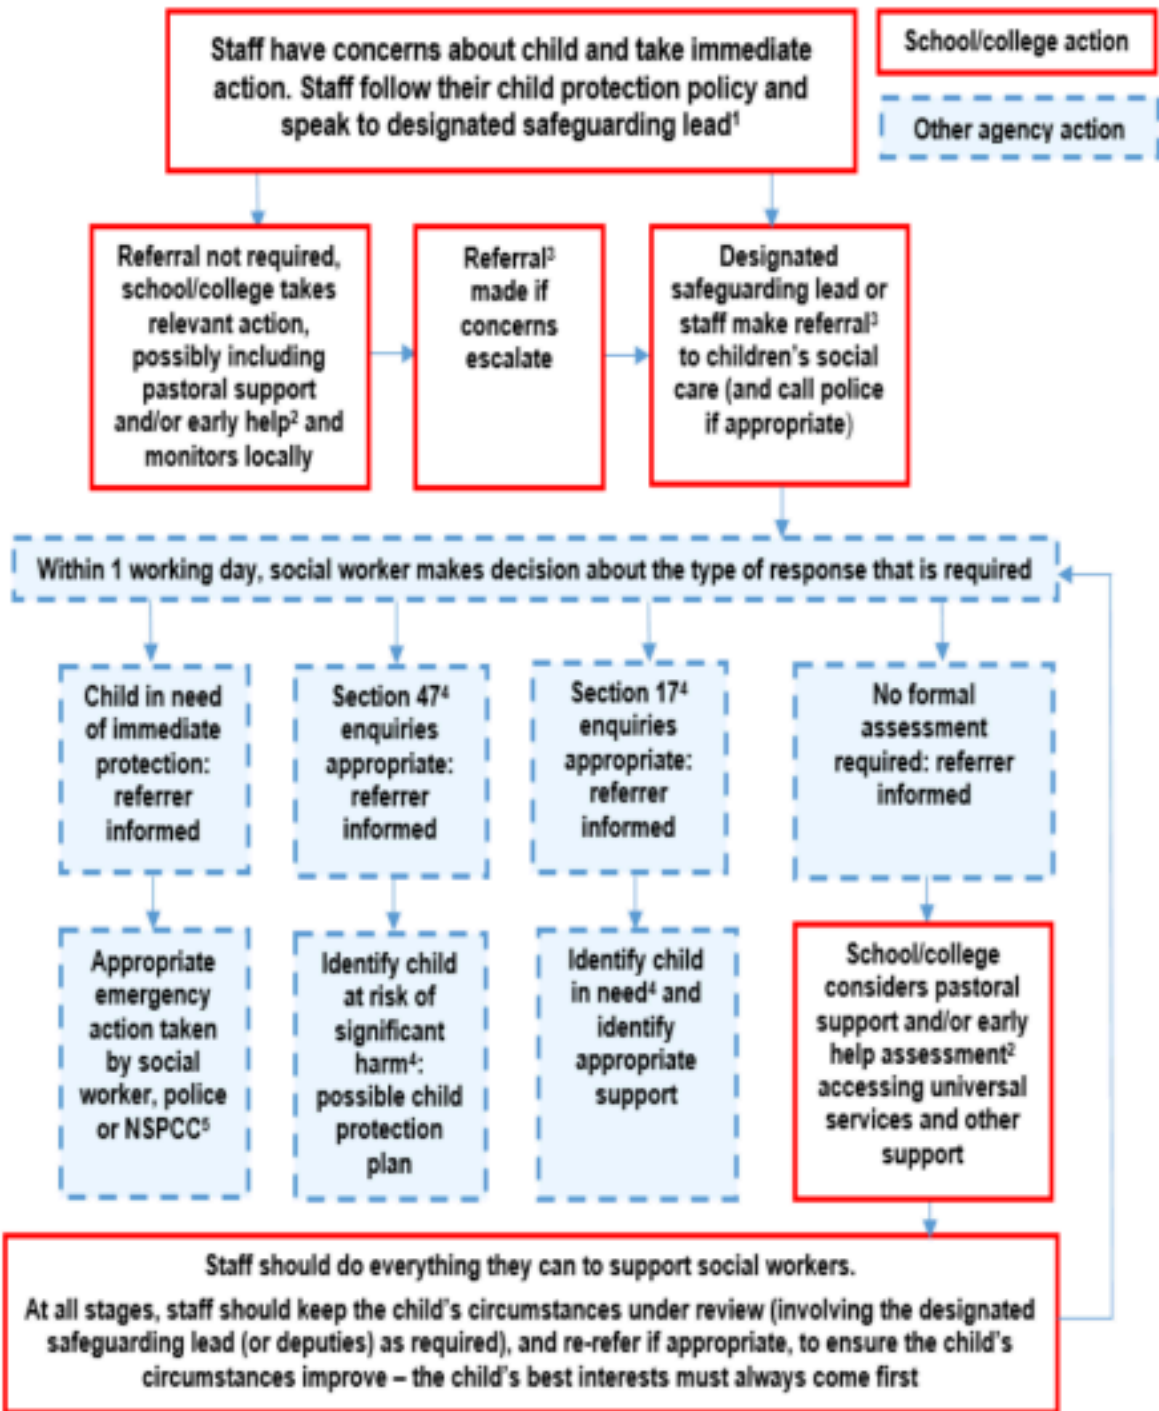 Staff have concerns about child and take immediate
action. Staff follow their child protection policy and
speak to designated safeguarding lead¹
School/college action
Other agency action
Referral not required,
school/college takes
relevant action,
possibly including
pastoral support
and/or early help² and
monitors locally
Referral³
made if
concerns
escalate
Designated
safeguarding lead or
staff make referral³
to children’s social
care (and call police
if appropriate)
Within 1 working day, social worker makes decision about the type of response that is required
Child in need
of immediate
protection:
referrer
informed
Section 47⁴
enquiries
appropriate:
referrer
informed
Section 17⁴
enquiries
appropriate:
referrer
informed
No formal
assessment
required: referrer
informed
Appropriate
emergency
action taken
by social
worker, police
or NSPCC⁵
Identify child
at risk of
significant
harm⁴:
possible child
protection
plan
Identify child
in need⁴ and
identify
appropriate
support
School/college
considers pastoral
support and/or early
help assessment²
accessing universal
services and other
support
Staff should do everything they can to support social workers.
At all stages, staff should keep the child’s circumstances under review (involving the designated
safeguarding lead (or deputies) as required), and re-refer if appropriate, to ensure the child’s
circumstances improve – the child’s best interests must always come first